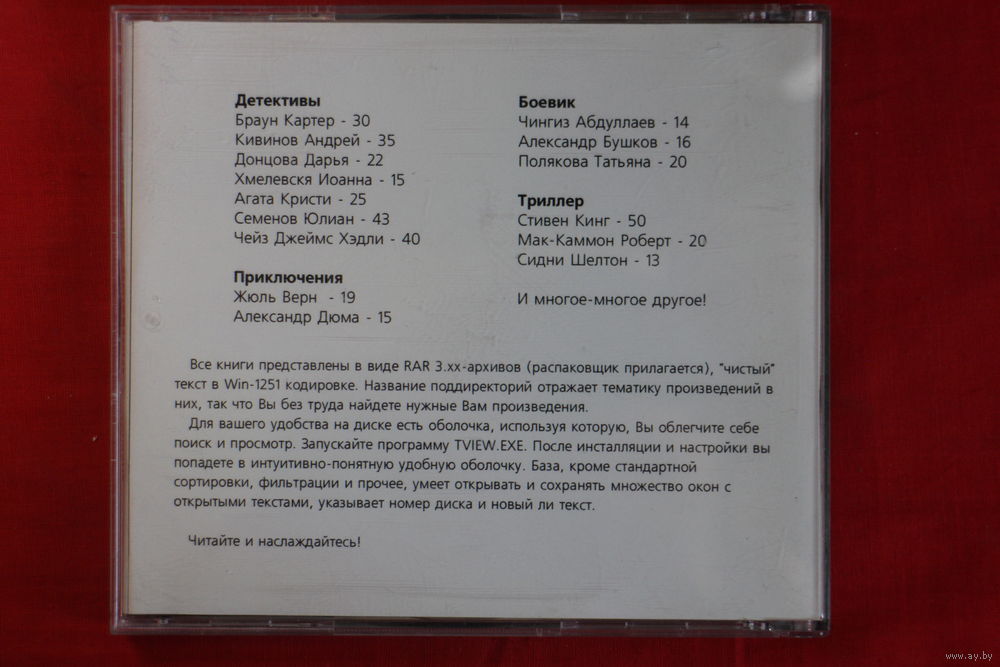 Детективы
Браун Картер - 30
Кивинов Андрей - 35
Донцова Дарья - 22
Хмелевскя Иоанна - 15
Агата Кристи - 25
Семенов Юлиан - 43
Чейз Джеймс Хэдли - 40
Приключения
Жюль Верн - 19
Александр Дюма - 15
Боевик
Чингиз Абдуллаев - 14
Александр Бушков - 16
Полякова Татьяна - 20
Триллер
Стивен Кинг - 50
Мак-Каммон Роберт - 20
Сидни Шелтон - 13
И многое-многое другое!
Все книги представлены в виде RAR 3.xx-архивов (распаковщик прилагается), "чистый"
текст в Win-1251 кодировке. Название поддиректорий отражает тематику произведений в
них, так что Вы без труда найдете нужные Вам произведения.
Для вашего удобства на диске есть оболочка, используя которую, Вы облегчите себе
поиск и просмотр. Запускайте программу TVIEW.EXE. После инсталляции и настройки вы
попадете в интуитивно-понятную удобную оболочку. База, кроме стандартной
сортировки, фильтрации и прочее, умеет открывать и сохранять множество окон с
открытыми текстами, указывает номер диска и новый ли текст.
Читайте и наслаждайтесь!
www.ay.by